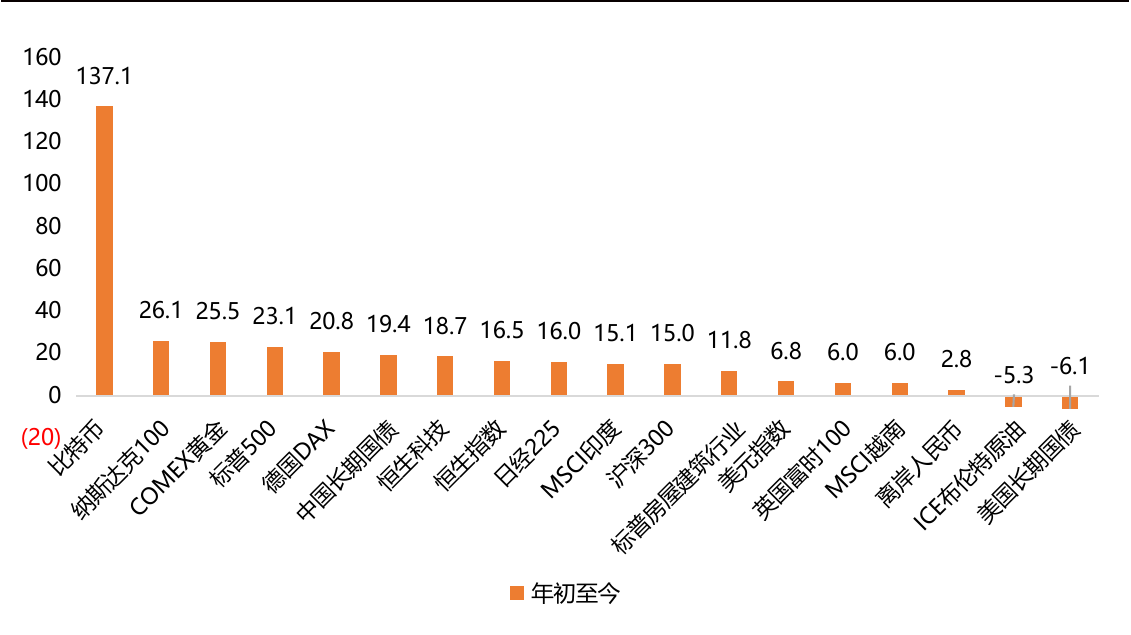 160
140
120
100
80
60
40
20
0
(20)
137.1
26.1
25.5
23.1
20.8
19.4
18.7
16.5
16.0
15.1
15.0
11.8
6.8
6.0
6.0
2.8
-5.3
-6.1
比特币
纳斯达克100
COMEX黄金
标普500
德国DAX
中国长期国债
恒生科技
恒生指数
日经225
MSCI印度
沪深300
标普房屋建筑行业
美元指数
英国富时100
MSCI越南
离岸人民币
ICE布伦特原油
美国长期国债
年初至今